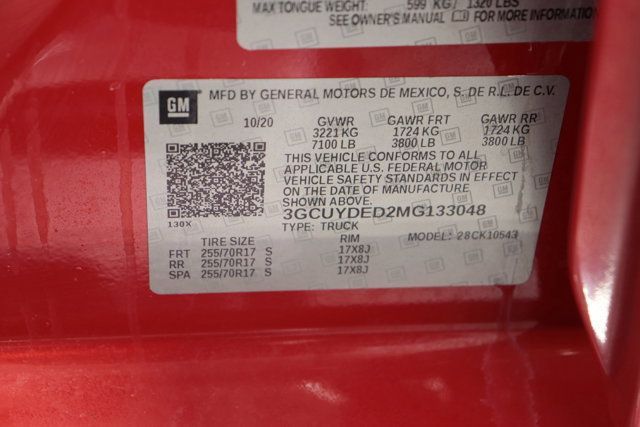 MAX TONGUE WEIGHT: 599 KG/ 1320 LBS
SEE OWNER'S MANUAL FOR MORE INFORMATION
GM
MFD BY GENERAL MOTORS DE MEXICO, S. DE R.L. DE C.V.
10/20 GVWR GAWR FRT GAWR RR
3221 KG 1724 KG 1724 KG
7100 LB 3800 LB 3800 LB
THIS VEHICLE CONFORMS TO ALL
APPLICABLE U.S. FEDERAL MOTOR
VEHICLE SAFETY STANDARDS IN EFFECT
ON THE DATE OF MANUFACTURE
SHOWN ABOVE.
130X
3GCUYDED2MG133048
TYPE: TRUCK MODEL: 28CK10543
TIRE SIZE RIM
FRT 255/70R17 S 17X8J
RR 255/70R17 S 17X8J
SPA 255/70R17 S 17X8J